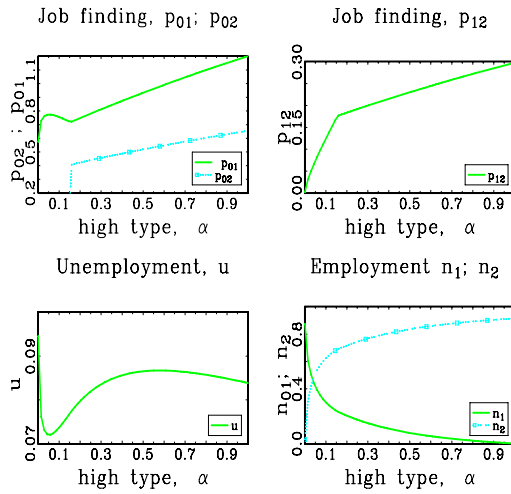 Job finding, p01; p02
p02 ; p01
0.2 0.5 0.8 1.1
p01
p02
0.1 0.3 0.5 0.7 0.9
high type, α
Job finding, p12
p12
0.00 0.15 0.30
p12
0.1 0.3 0.5 0.7 0.9
high type, α
Unemployment, u
u
0.07 0.09
u
0.1 0.3 0.5 0.7 0.9
high type, α
Employment n1; n2
n01; n2
0.0 0.4 0.8
n1
n2
0.1 0.3 0.5 0.7 0.9
high type, α